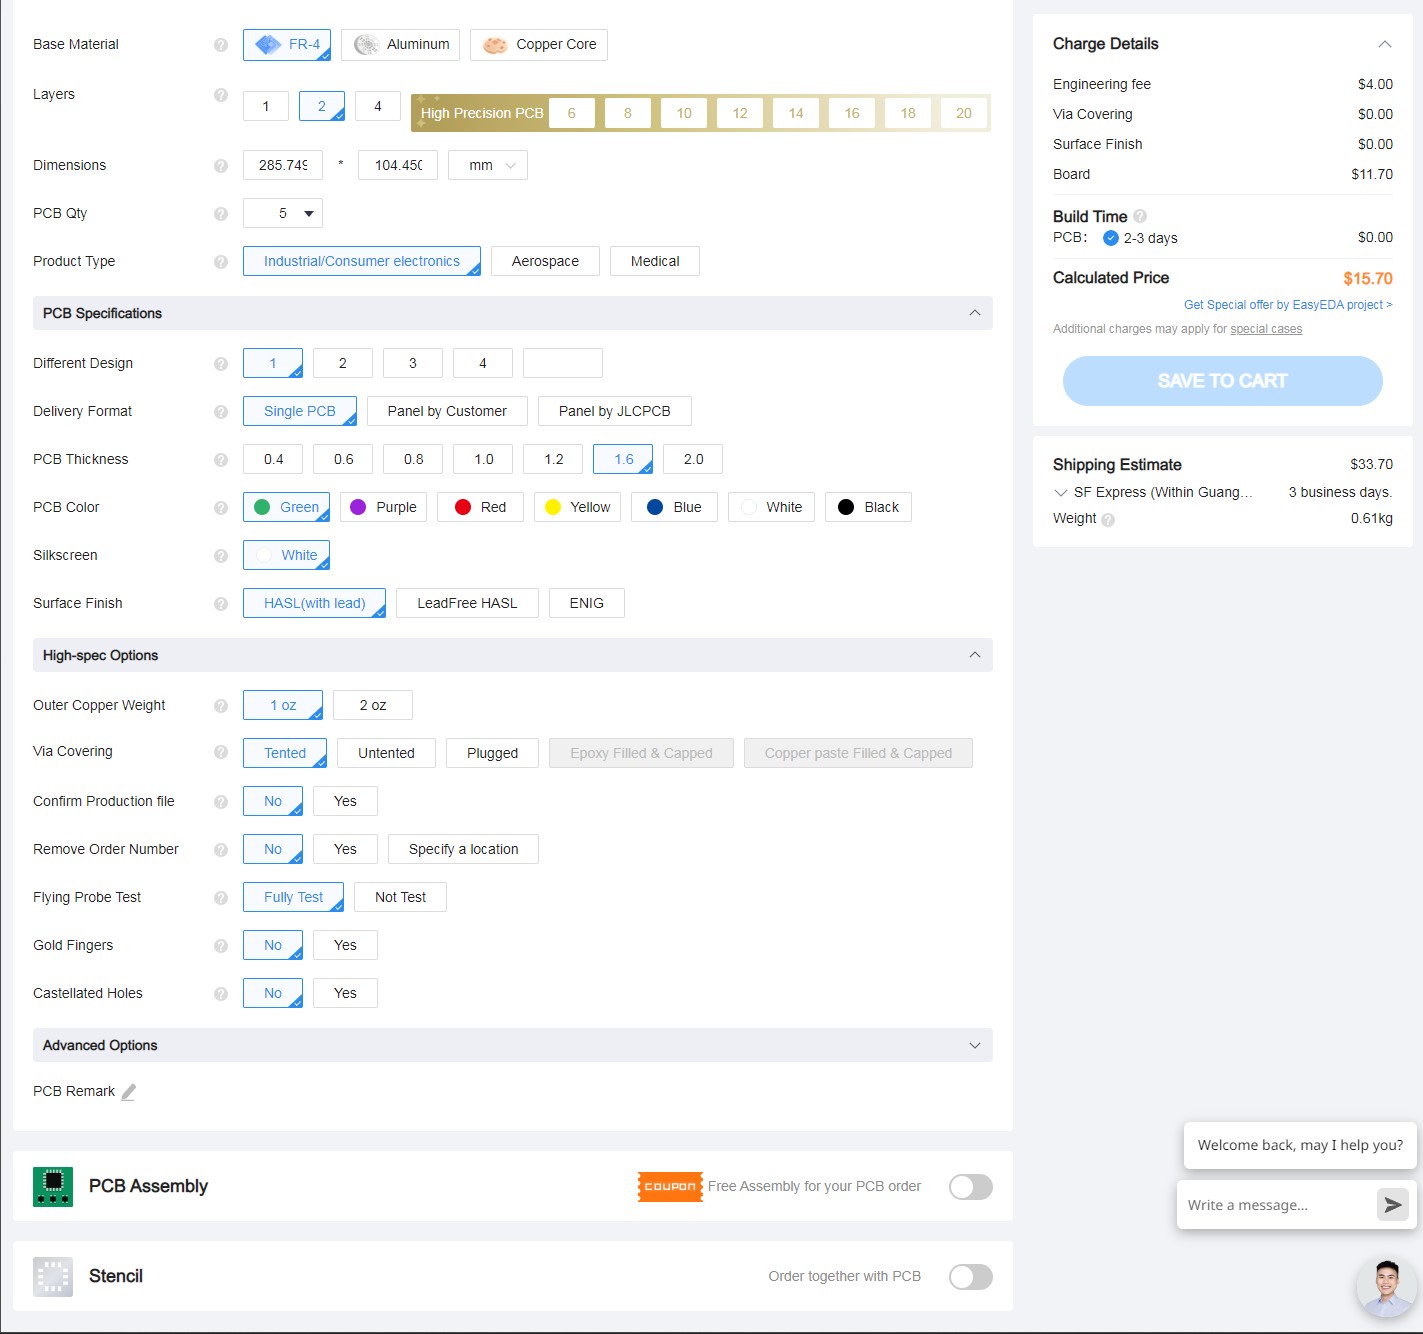 Base Material FR-4 Aluminum Copper Core
Layers 1 2 4 High Precision PCB 6 8 10 12 14 16 18 20
Dimensions 285.749 * 104.450 mm
PCB Qty 5
Product Type Industrial/Consumer electronics Aerospace Medical
PCB Specifications
Different Design 1 2 3 4
Delivery Format Single PCB Panel by Customer Panel by JLCPCB
PCB Thickness 0.4 0.6 0.8 1.0 1.2 1.6 2.0
PCB Color Green Purple Red Yellow Blue White Black
Silkscreen White
Surface Finish HASL(with lead) LeadFree HASL ENIG
High-spec Options
Outer Copper Weight 1 oz 2 oz
Via Covering Tented Untented Plugged Epoxy Filled & Capped Copper paste Filled & Capped
Confirm Production file No Yes
Remove Order Number No Yes Specify a location
Flying Probe Test Fully Test Not Test
Gold Fingers No Yes
Castellated Holes No Yes
Advanced Options
PCB Remark
PCB Assembly COUPON Free Assembly for your PCB order
Stencil Order together with PCB
Charge Details
Engineering fee $4.00
Via Covering $0.00
Surface Finish $0.00
Board $11.70
Build Time
PCB: 2-3 days $0.00
Calculated Price $15.70
Get Special offer by EasyEDA project >
Additional charges may apply for special cases
SAVE TO CART
Shipping Estimate $33.70
SF Express (Within Guang... 3 business days.
Weight 0.61kg
Welcome back, may I help you?
Write a message...